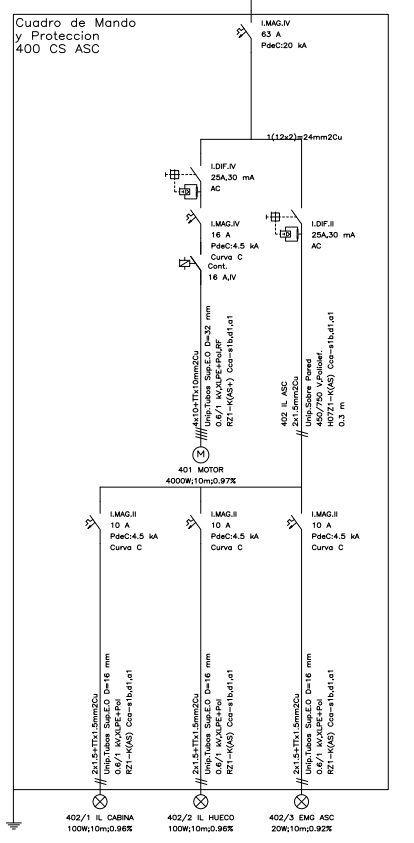 Cuadro de Mando
y Proteccion
400 CS ASC
I.MAG.IV
63 A
PdeC:20 kA
1(12x2)=24mm2Cu
I.DIF.IV
25A,30 mA
AC
I.MAG.IV
16 A
PdeC:4.5 kA
Curva C
Cont.
16 A,IV
I.DIF.II
25A,30 mA
AC
4x10+TTx10mm2Cu
Unip.Tubos Sup.E.O D=32 mm
0.6/1 kV,XLPE+Pol,RF
RZ1-K(AS+) Cca-s1b,d1,a1
402 IL ASC
2x1.5mm2Cu
Unip.Sobre Pared
450/750 V,Poliolef.
H07Z1-K(AS) Cca-s1b,d1,a1
0.3 m
M
401 MOTOR
4000W;10m;0.97%
I.MAG.II
10 A
PdeC:4.5 kA
Curva C
I.MAG.II
10 A
PdeC:4.5 kA
Curva C
I.MAG.II
10 A
PdeC:4.5 kA
Curva C
2x1.5+TTx1.5mm2Cu
Unip.Tubos Sup.E.O D=16 mm
0.6/1 kV,XLPE+Pol
RZ1-K(AS) Cca-s1b,d1,a1
2x1.5+TTx1.5mm2Cu
Unip.Tubos Sup.E.O D=16 mm
0.6/1 kV,XLPE+Pol
RZ1-K(AS) Cca-s1b,d1,a1
2x1.5+TTx1.5mm2Cu
Unip.Tubos Sup.E.O D=16 mm
0.6/1 kV,XLPE+Pol
RZ1-K(AS) Cca-s1b,d1,a1
402/1 IL CABINA
100W;10m;0.96%
402/2 IL HUECO
100W;10m;0.96%
402/3 EMG ASC
20W;10m;0.92%